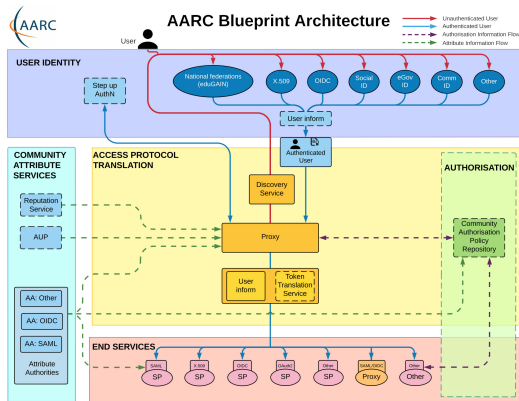 AARC
AARC Blueprint Architecture
User
Unauthenticated User
Authenticated User
Authorisation Information Flow
Attribute Information Flow
USER IDENTITY
Step up
AuthN
National federations
(eduGAIN)
X.509
OIDC
Social
ID
eGov
ID
Comm
ID
Other
User inform
Authenticated
User
COMMUNITY
ATTRIBUTE
SERVICES
ACCESS PROTOCOL
TRANSLATION
AUTHORISATION
Discovery
Service
Reputation
Service
AUP
Proxy
Community
Authorisation
Policy
Repository
User
inform
Token
Translation
Service
AA: Other
AA: OIDC
AA: SAML
Attribute
Authorities
END SERVICES
SAML
SP
X.509
SP
OIDC
SP
OAuth2
SP
Other
SP
SAML/OIDC
Proxy
Other
Other